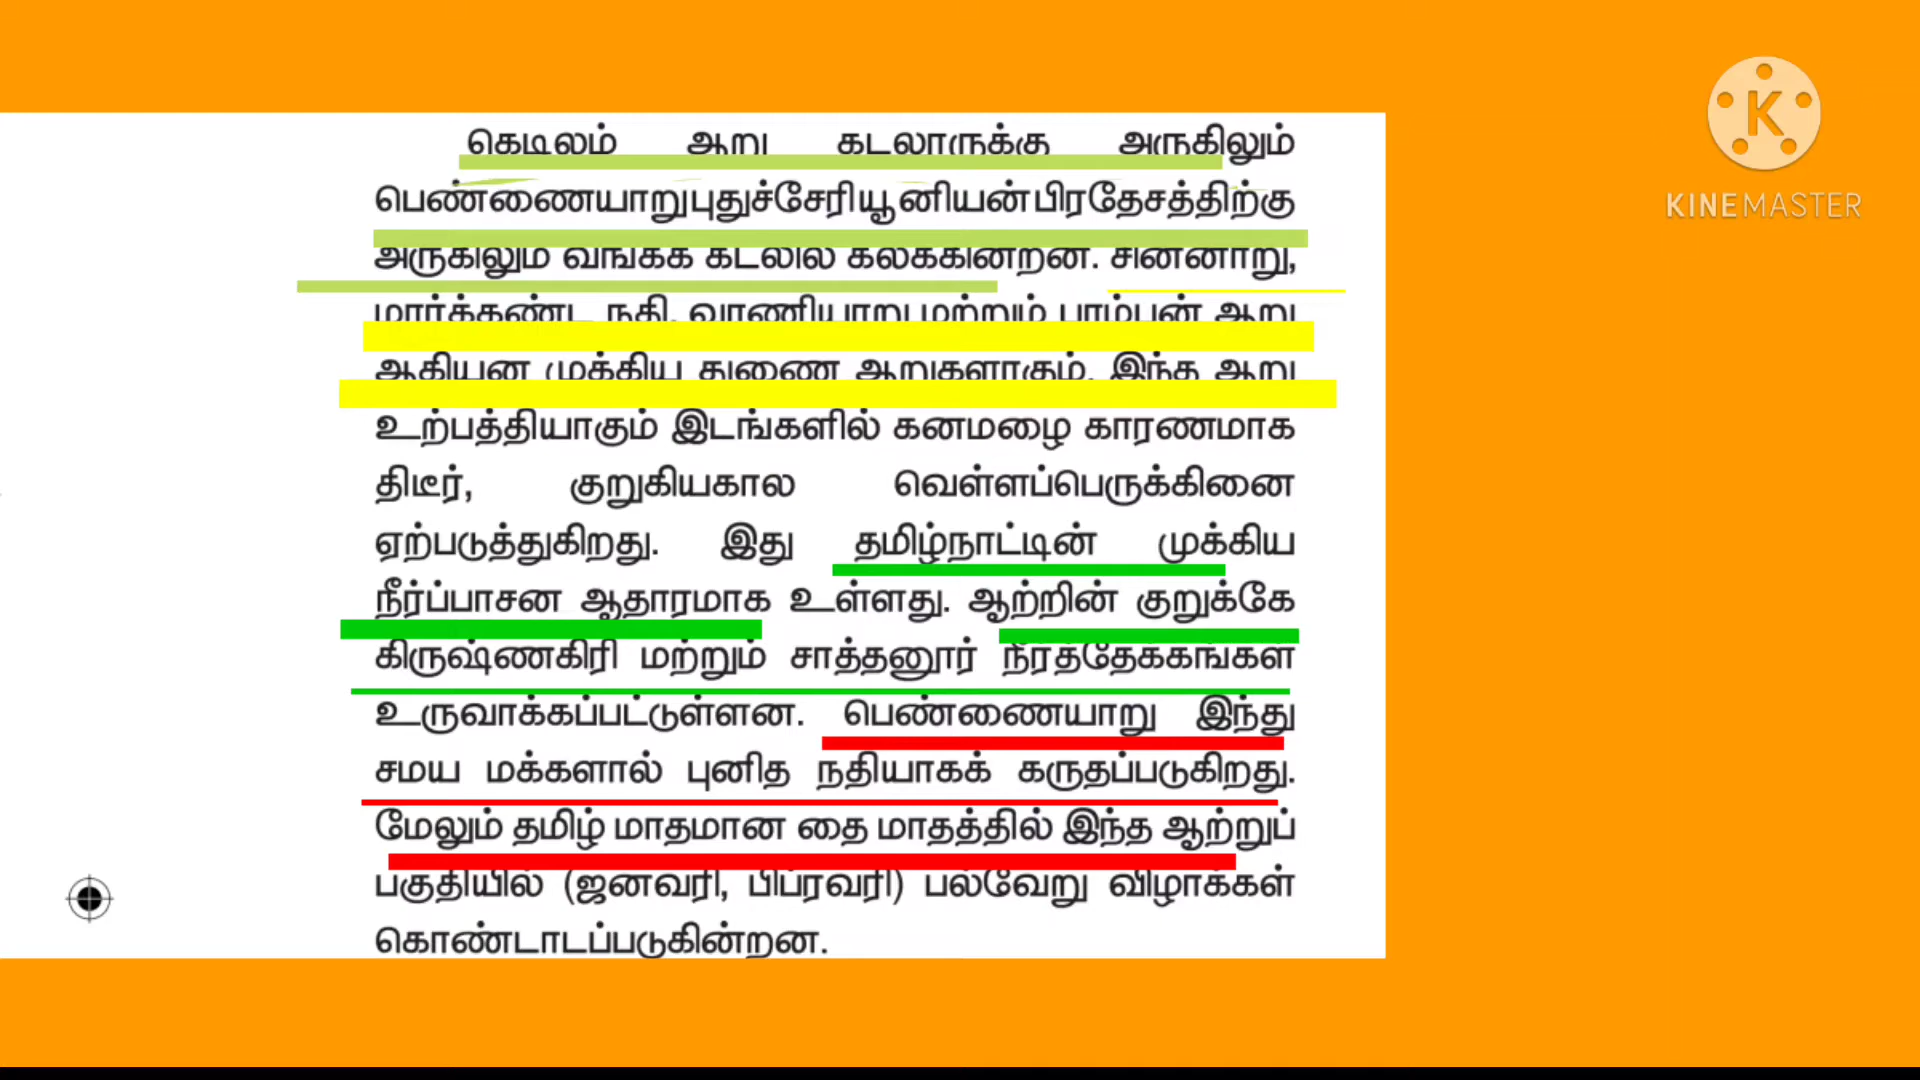 கெடிலம் ஆறு கடலூருக்கு அருகிலும்
பெண்ணையாறு புதுச்சேரி யூனியன் பிரதேசத்திற்கு
அருகிலும் வங்கக் கடலில் கலக்கின்றன. சின்னாறு,
மார்க்கண்ட நதி, வாணியாறு மற்றும் பாம்பன் ஆறு
ஆகியன முக்கிய துணை ஆறுகளாகும். இந்த ஆறு
உற்பத்தியாகும் இடங்களில் கனமழை காரணமாக
திடீர், குறுகியகால வெள்ளப்பெருக்கினை
ஏற்படுத்துகிறது. இது தமிழ்நாட்டின் முக்கிய
நீர்ப்பாசன ஆதாரமாக உள்ளது. ஆற்றின் குறுக்கே
கிருஷ்ணகிரி மற்றும் சாத்தனூர் நீர்த்தேக்கங்கள்
உருவாக்கப்பட்டுள்ளன. பெண்ணையாறு இந்து
சமய மக்களால் புனித நதியாகக் கருதப்படுகிறது.
மேலும் தமிழ் மாதமான தை மாதத்தில் இந்த ஆற்றுப்
பகுதியில் (ஜனவரி, பிப்ரவரி) பல்வேறு விழாக்கள்
கொண்டாடப்படுகின்றன.
K
KINEMASTER